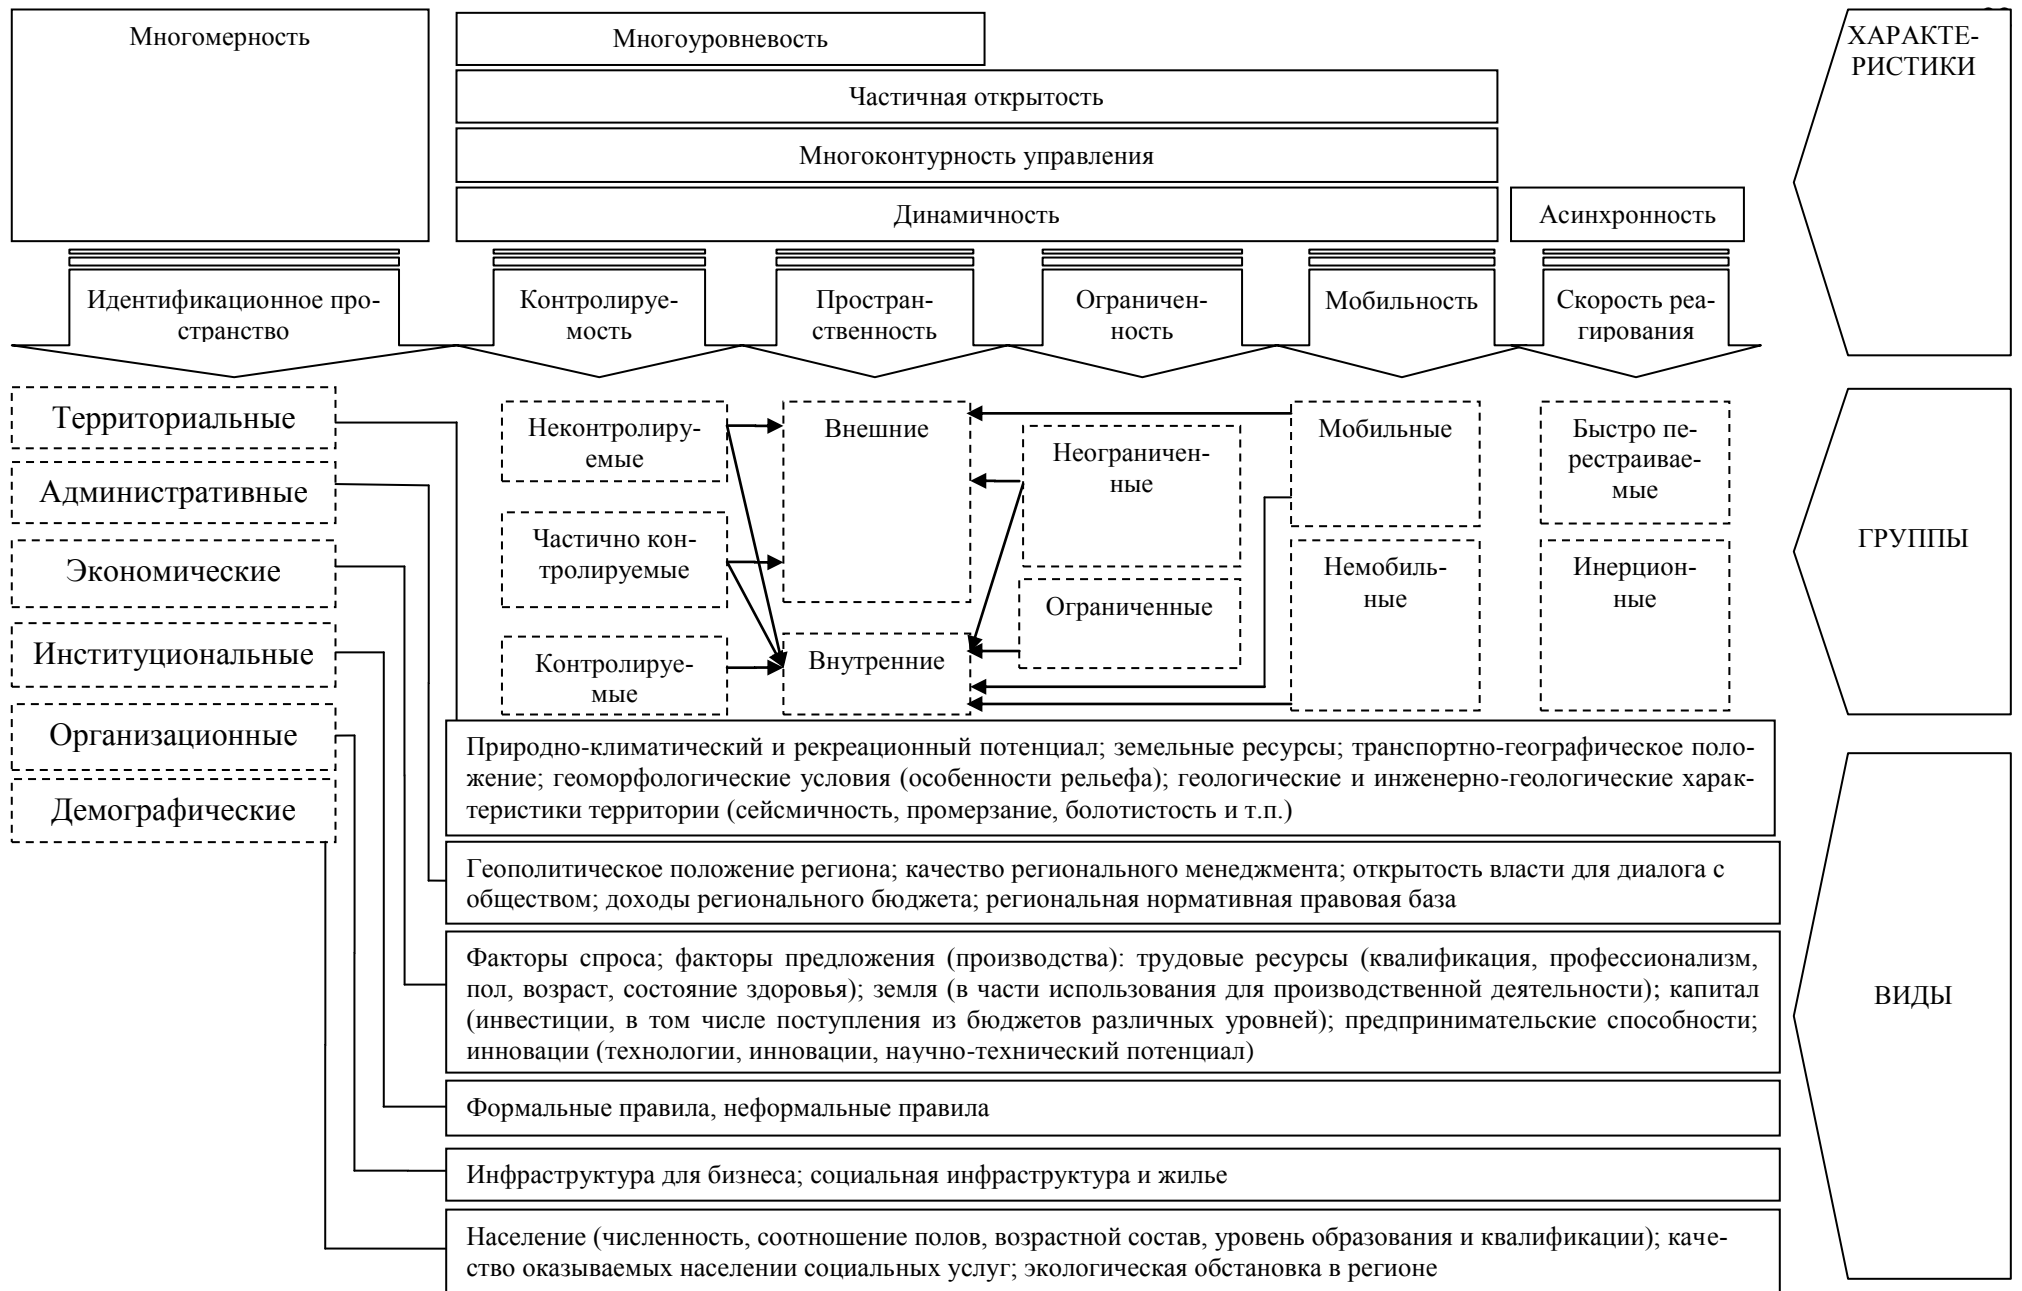 Многомерность
Многоуровневость
ХАРАКТЕ-
РИСТИКИ
Частичная открытость
Многоконтурность управления
Динамичность
Асинхронность
Идентификационное про-
странство
Контролируе-
мость
Простран-
ственность
Ограничен-
ность
Мобильность
Скорость реа-
гирования
Территориальные
Административные
Экономические
Институциональные
Организационные
Демографические
Неконтролиру-
емые
Частично кон-
тролируемые
Контролируе-
мые
Внешние
Внутренние
Неограничен-
ные
Ограниченные
Мобильные
Немобиль-
ные
Быстро пе-
рестраивае-
мые
Инерцион-
ные
ГРУППЫ
Природно-климатический и рекреационный потенциал; земельные ресурсы; транспортно-географическое поло-
жение; геоморфологические условия (особенности рельефа); геологические и инженерно-геологические харак-
теристики территории (сейсмичность, промерзание, болотистость и т.п.)
Геополитическое положение региона; качество регионального менеджмента; открытость власти для диалога с
обществом; доходы регионального бюджета; региональная нормативная правовая база
Факторы спроса; факторы предложения (производства): трудовые ресурсы (квалификация, профессионализм,
пол, возраст, состояние здоровья); земля (в части использования для производственной деятельности); капитал
(инвестиции, в том числе поступления из бюджетов различных уровней); предпринимательские способности;
инновации (технологии, инновации, научно-технический потенциал)
Формальные правила, неформальные правила
Инфраструктура для бизнеса; социальная инфраструктура и жилье
Население (численность, соотношение полов, возрастной состав, уровень образования и квалификации); каче-
ство оказываемых населении социальных услуг; экологическая обстановка в регионе
ВИДЫ